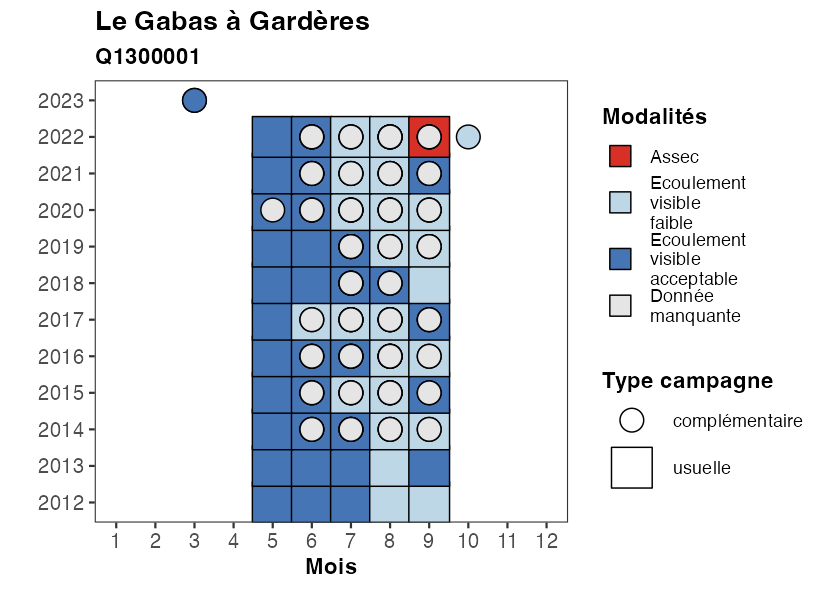 Le Gabas à Gardères
Q1300001
2023
2022
2021
2020
2019
2018
2017
2016
2015
2014
2013
2012
1 2 3 4 5 6 7 8 9 10 11 12
Mois
Modalités
Assec
Ecoulement
visible
faible
Ecoulement
visible
acceptable
Donnée
manquante
Type campagne
complémentaire
usuelle